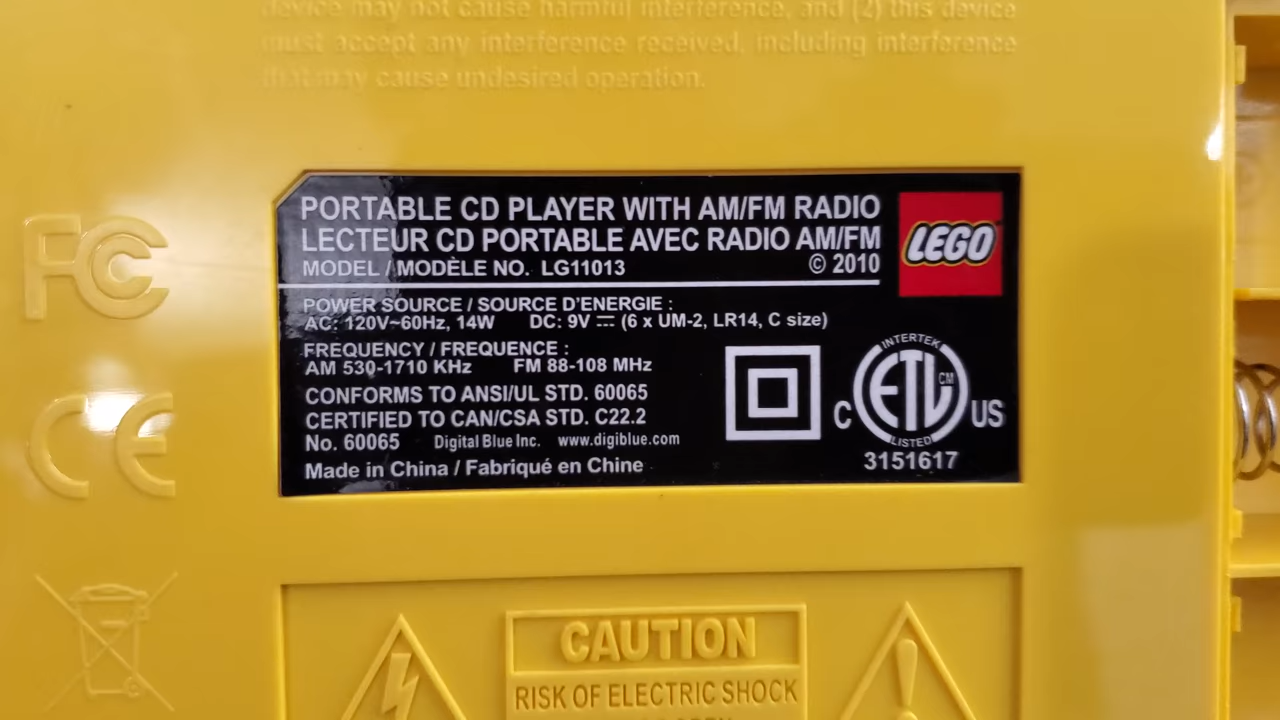 device may not cause harmful interference, and (2) this device
must accept any interference received, including interference
that may cause undesired operation.
FC
CE
PORTABLE CD PLAYER WITH AM/FM RADIO
LECTEUR CD PORTABLE AVEC RADIO AM/FM
MODEL / MODÈLE NO. LG11013 © 2010
LEGO
POWER SOURCE / SOURCE D'ENERGIE :
AC: 120V~60Hz, 14W DC: 9V ⎓ (6 x UM-2, LR14, C size)
FREQUENCY / FREQUENCE :
AM 530-1710 KHz FM 88-108 MHz
CONFORMS TO ANSI/UL STD. 60065
CERTIFIED TO CAN/CSA STD. C22.2
No. 60065 Digital Blue Inc. www.digiblue.com
Made in China / Fabriqué en Chine
INTERTEK
C ETL CM US
LISTED
3151617
CAUTION
RISK OF ELECTRIC SHOCK